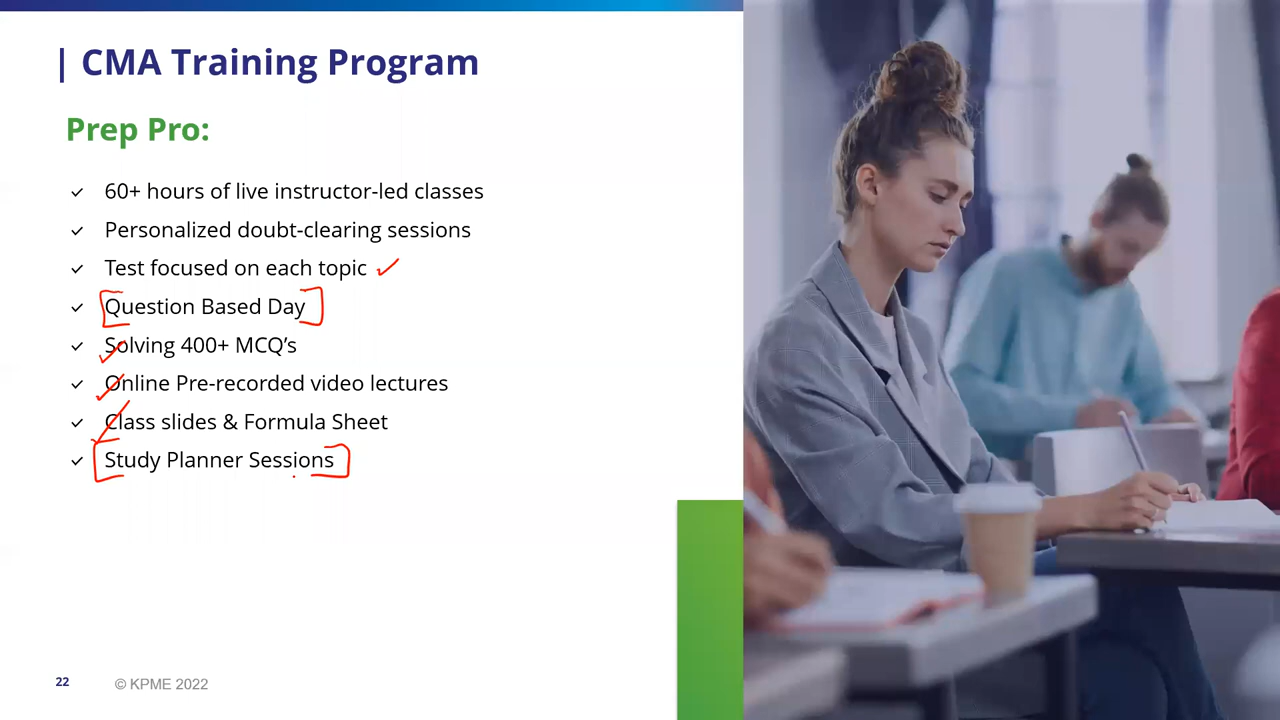 | CMA Training Program
Prep Pro:
✓ 60+ hours of live instructor-led classes
✓ Personalized doubt-clearing sessions
✓ Test focused on each topic
✓ Question Based Day
✓ Solving 400+ MCQ’s
✓ Online Pre-recorded video lectures
✓ Class slides & Formula Sheet
✓ Study Planner Sessions
22 © KPME 2022